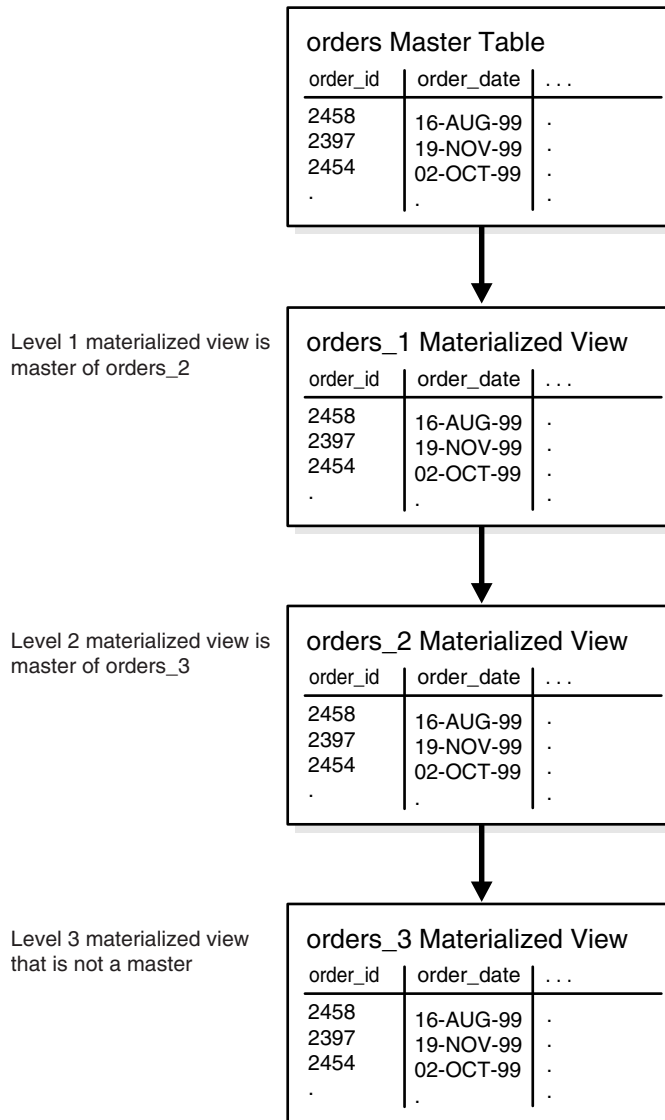 orders Master Table
order_id order_date . . .
2458 16-AUG-99 .
2397 19-NOV-99 .
2454 02-OCT-99 .
. . .
Level 1 materialized view is
master of orders_2
orders_1 Materialized View
order_id order_date . . .
2458 16-AUG-99 .
2397 19-NOV-99 .
2454 02-OCT-99 .
. . .
Level 2 materialized view is
master of orders_3
orders_2 Materialized View
order_id order_date . . .
2458 16-AUG-99 .
2397 19-NOV-99 .
2454 02-OCT-99 .
. . .
Level 3 materialized view
that is not a master
orders_3 Materialized View
order_id order_date . . .
2458 16-AUG-99 .
2397 19-NOV-99 .
2454 02-OCT-99 .
. . .